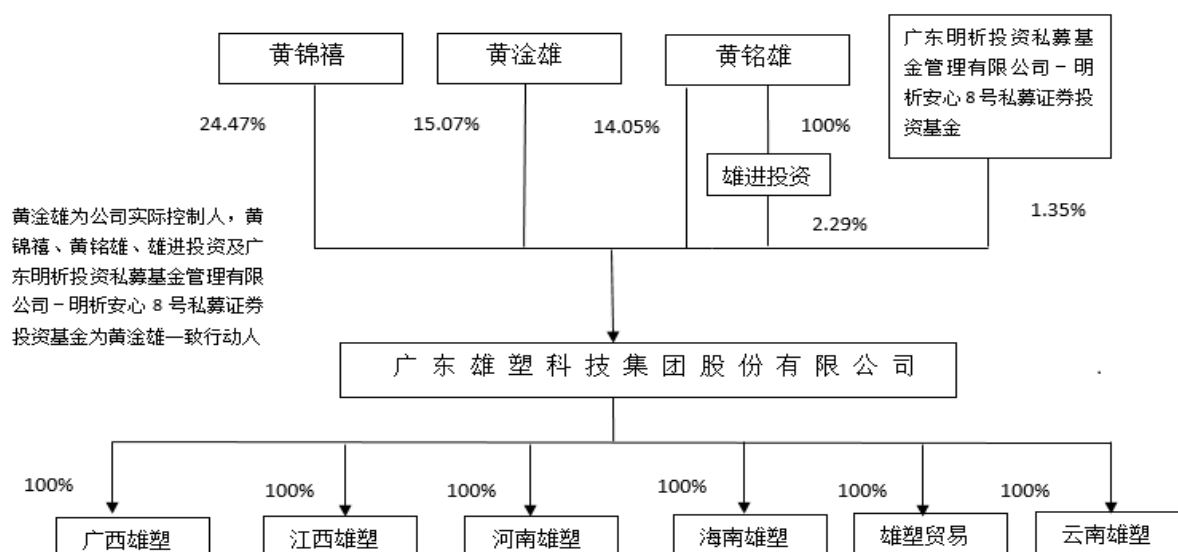 黄锦禧
黄淦雄
黄铭雄
广东明析投资私募基
金管理有限公司－明
析安心 8 号私募证券投
资基金
24.47%
15.07%
14.05%
100%
雄进投资
2.29%
1.35%
黄淦雄为公司实际控制人，黄
锦禧、黄铭雄、雄进投资及广
东明析投资私募基金管理有限
公司－明析安心 8 号私募证券
投资基金为黄淦雄一致行动人
广东雄塑科技集团股份有限公司
100%
100%
100%
100%
100%
100%
广西雄塑
江西雄塑
河南雄塑
海南雄塑
雄塑贸易
云南雄塑